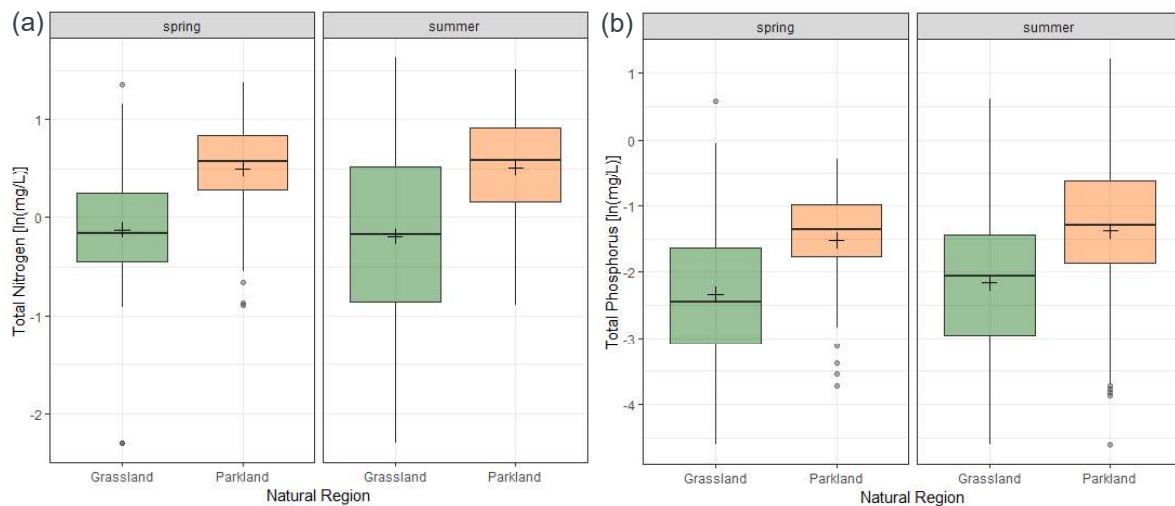 (a)
spring
summer
Total Nitrogen [ln(mg/L)]
1
0
-1
-2
Grassland
Parkland
Grassland
Parkland
Natural Region
(b)
spring
summer
Total Phosphorus [ln(mg/L)]
1
0
-1
-2
-3
-4
Grassland
Parkland
Grassland
Parkland
Natural Region